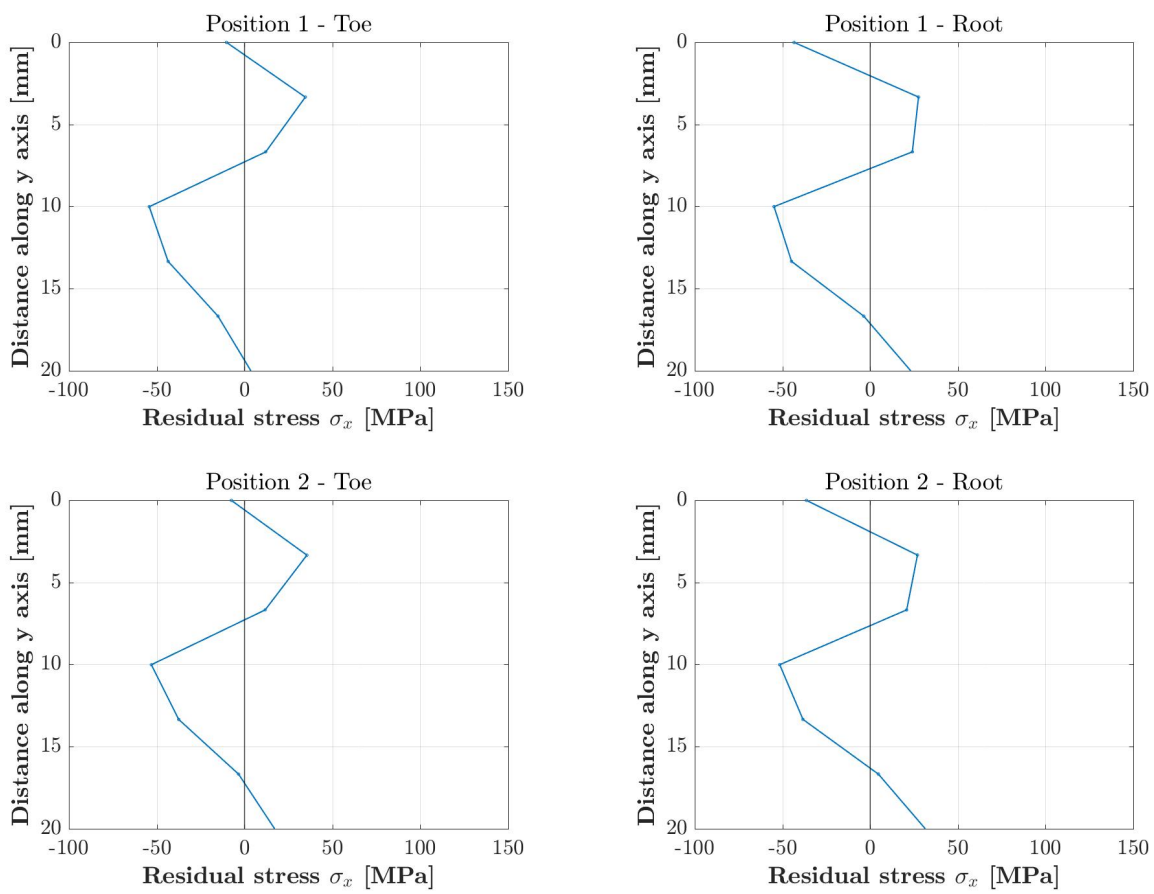 Position 1 - Toe
0
5
10
15
20
Distance along y axis [mm]
-100 -50 0 50 100 150
Residual stress σx [MPa]
Position 1 - Root
0
5
10
15
20
Distance along y axis [mm]
-100 -50 0 50 100 150
Residual stress σx [MPa]
Position 2 - Toe
0
5
10
15
20
Distance along y axis [mm]
-100 -50 0 50 100 150
Residual stress σx [MPa]
Position 2 - Root
0
5
10
15
20
Distance along y axis [mm]
-100 -50 0 50 100 150
Residual stress σx [MPa]